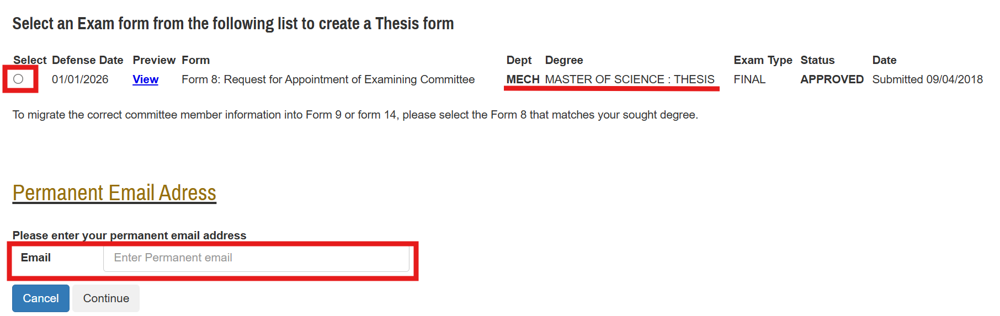 Select an Exam form from the following list to create a Thesis form
Select Defense Date Preview Form Dept Degree Exam Type Status Date
01/01/2026 View Form 8: Request for Appointment of Examining Committee MECH MASTER OF SCIENCE : THESIS FINAL APPROVED Submitted 09/04/2018
To migrate the correct committee member information into Form 9 or form 14, please select the Form 8 that matches your sought degree.
Permanent Email Adress
Please enter your permanent email address
Email Enter Permanent email
Cancel Continue